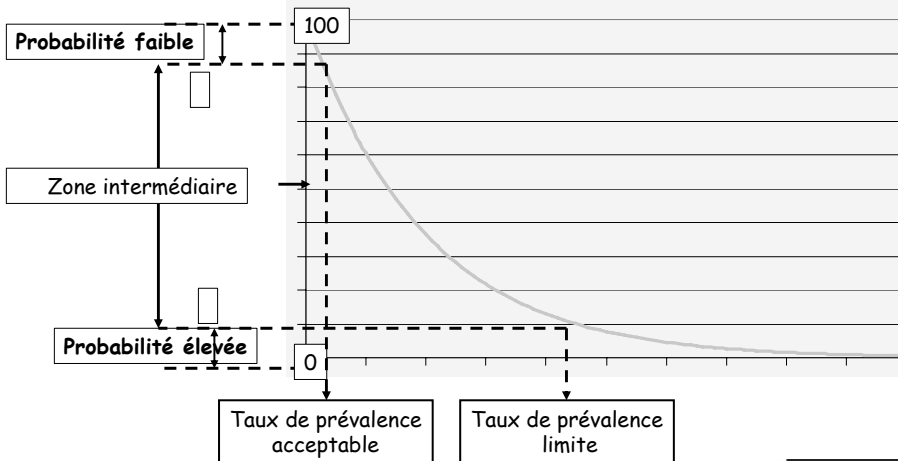 100
Probabilité faible
Zone intermédiaire
Probabilité élevée
0
Taux de prévalence
acceptable
Taux de prévalence
limite